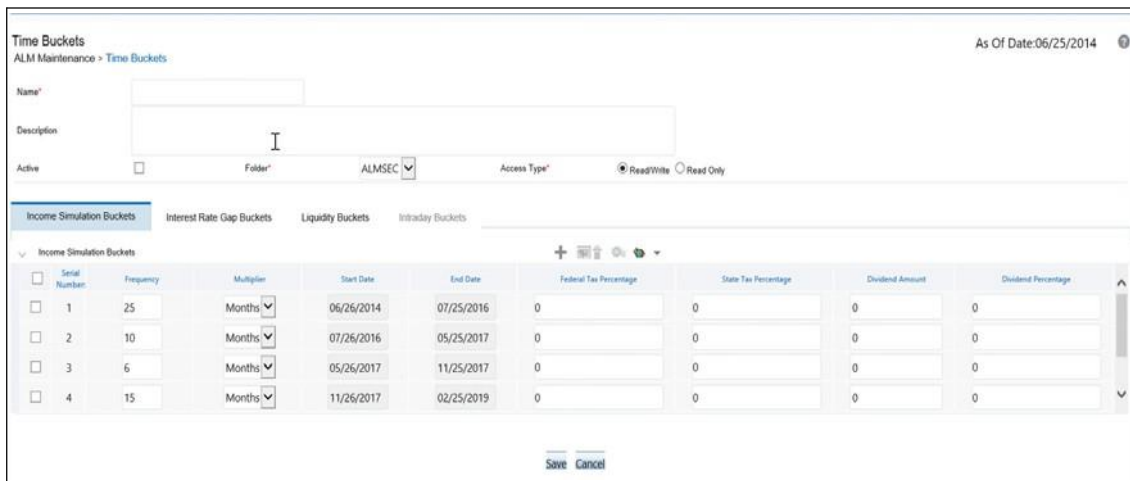 Time Buckets
As Of Date:06/25/2014
ALM Maintenance > Time Buckets
Name*
Description
Active Folder* ALMSEC Access Type* Read/Write Read Only
Income Simulation Buckets Interest Rate Gap Buckets Liquidity Buckets Intraday Buckets
Income Simulation Buckets
Serial Number: Frequency Multiplier Start Date End Date Federal Tax Percentage State Tax Percentage Dividend Amount Dividend Percentage
1 25 Months 06/26/2014 07/25/2016 0 0 0 0
2 10 Months 07/26/2016 05/25/2017 0 0 0 0
3 6 Months 05/26/2017 11/25/2017 0 0 0 0
4 15 Months 11/26/2017 02/25/2019 0 0 0 0
Save Cancel